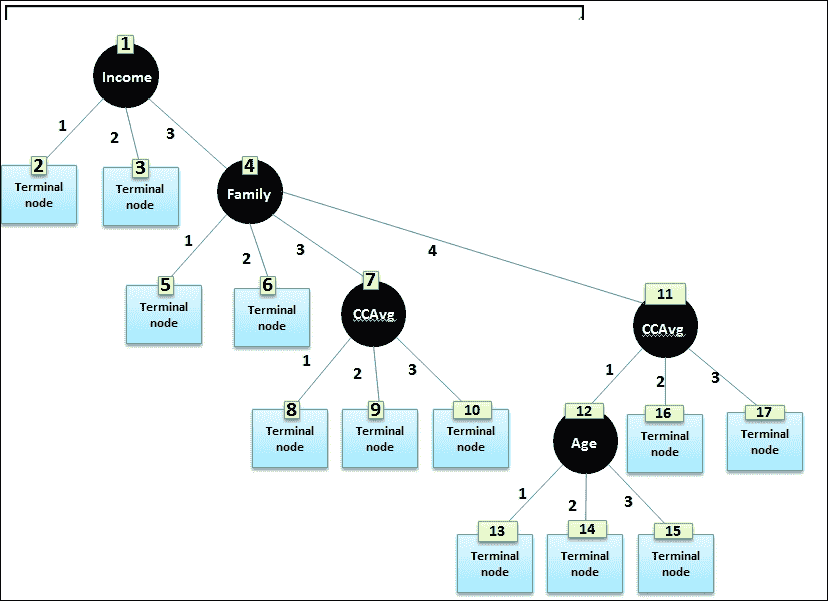 1
Income
1
2
3
2
Terminal
node
3
Terminal
node
4
Family
1
2
3
4
5
Terminal
node
6
Terminal
node
7
CCAvg
11
CCAvg
1
2
3
1
2
3
8
Terminal
node
9
Terminal
node
10
Terminal
node
12
Age
16
Terminal
node
17
Terminal
node
1
2
3
13
Terminal
node
14
Terminal
node
15
Terminal
node